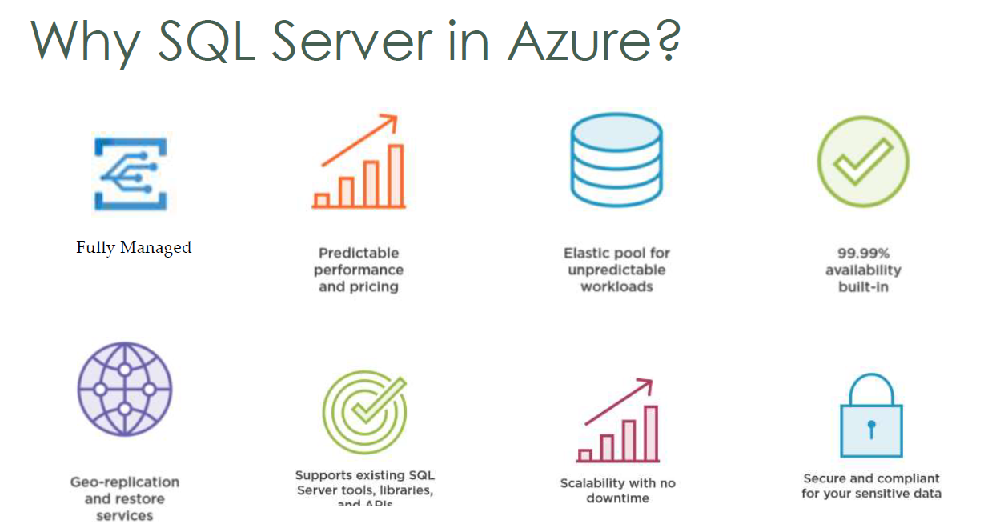 Why SQL Server in Azure?
Fully Managed
Predictable
performance
and pricing
Elastic pool for
unpredictable
workloads
99.99%
availability
built-in
Geo-replication
and restore
services
Supports existing SQL
Server tools, libraries,
and APIs
Scalability with no
downtime
Secure and compliant
for your sensitive data